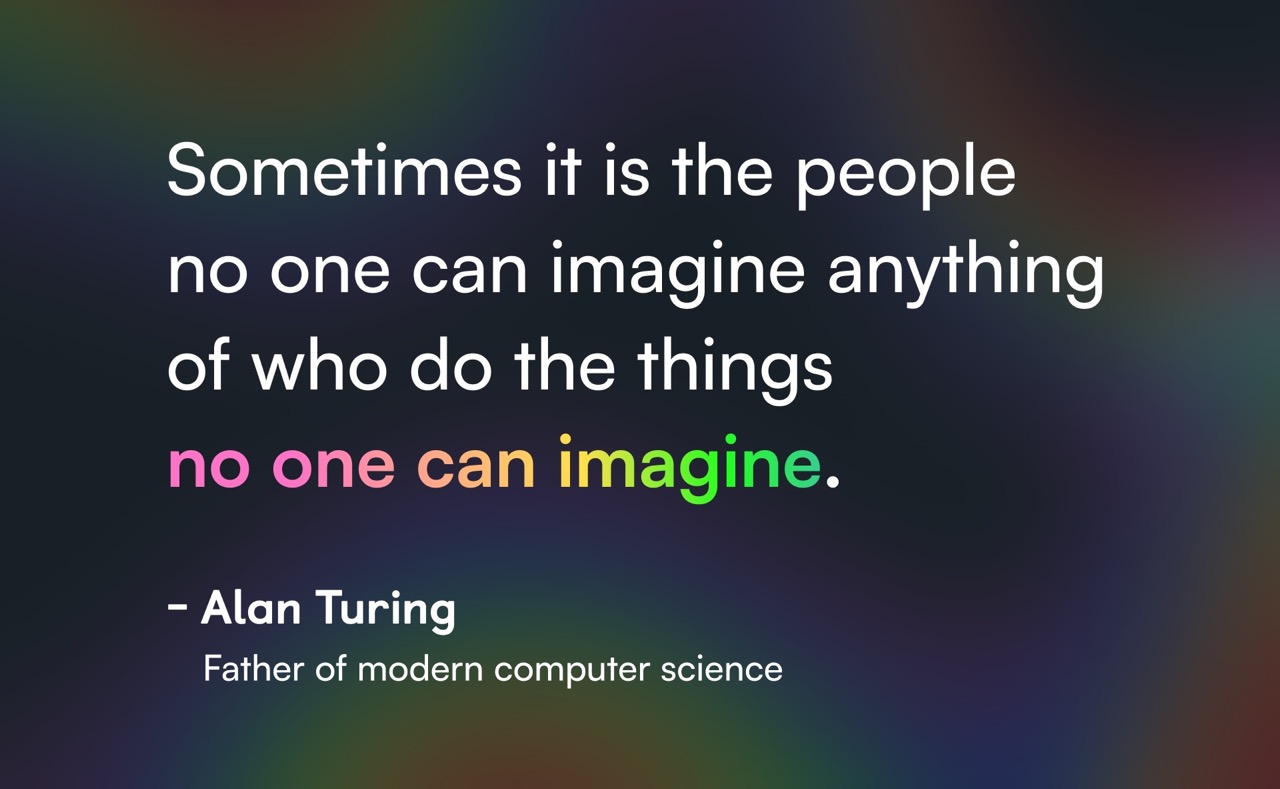 Sometimes it is the people
no one can imagine anything
of who do the things
no one can imagine.
– Alan Turing
Father of modern computer science